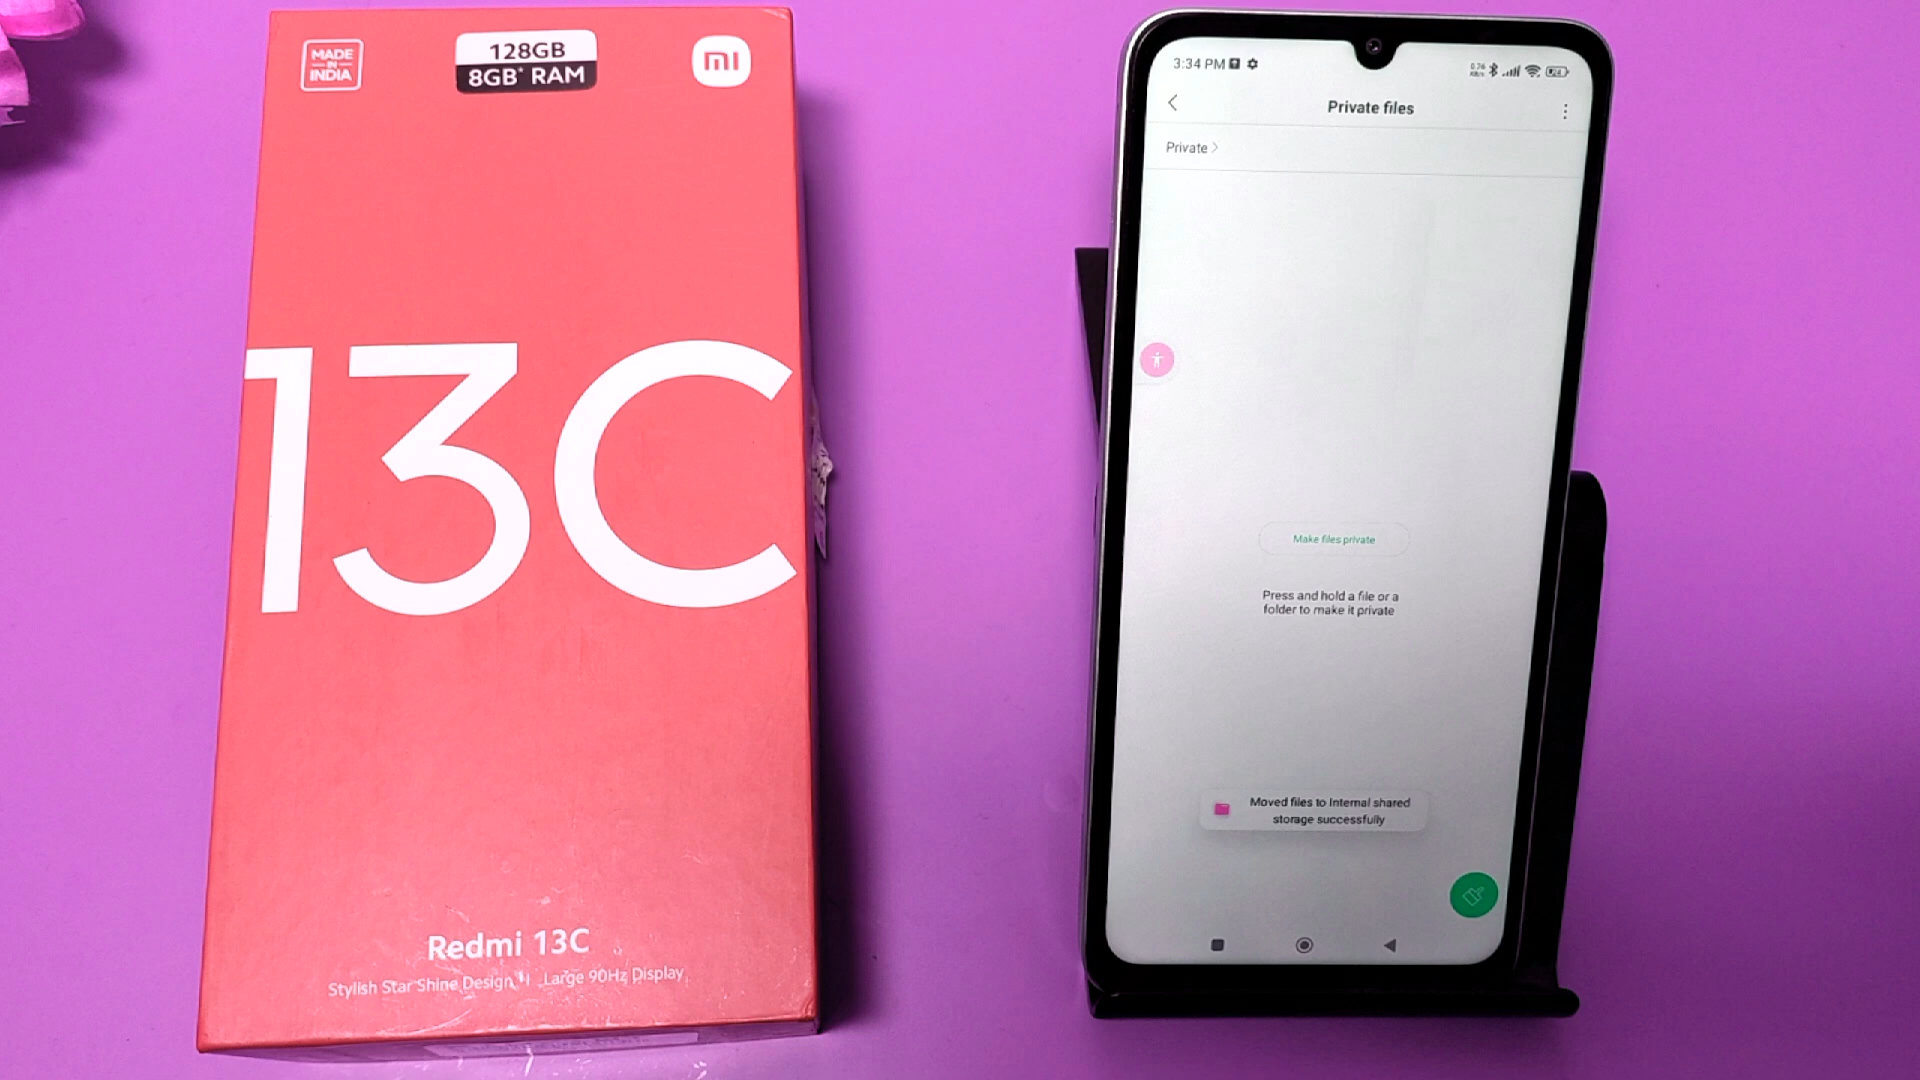 MADE
IN
INDIA
128GB
8GB* RAM
mi
13C
Redmi 13C
Stylish Star Shine Design | Large 90Hz Display
3:34 PM
Private files
Private >
Make files private
Press and hold a file or a
folder to make it private
Moved files to Internal shared
storage successfully